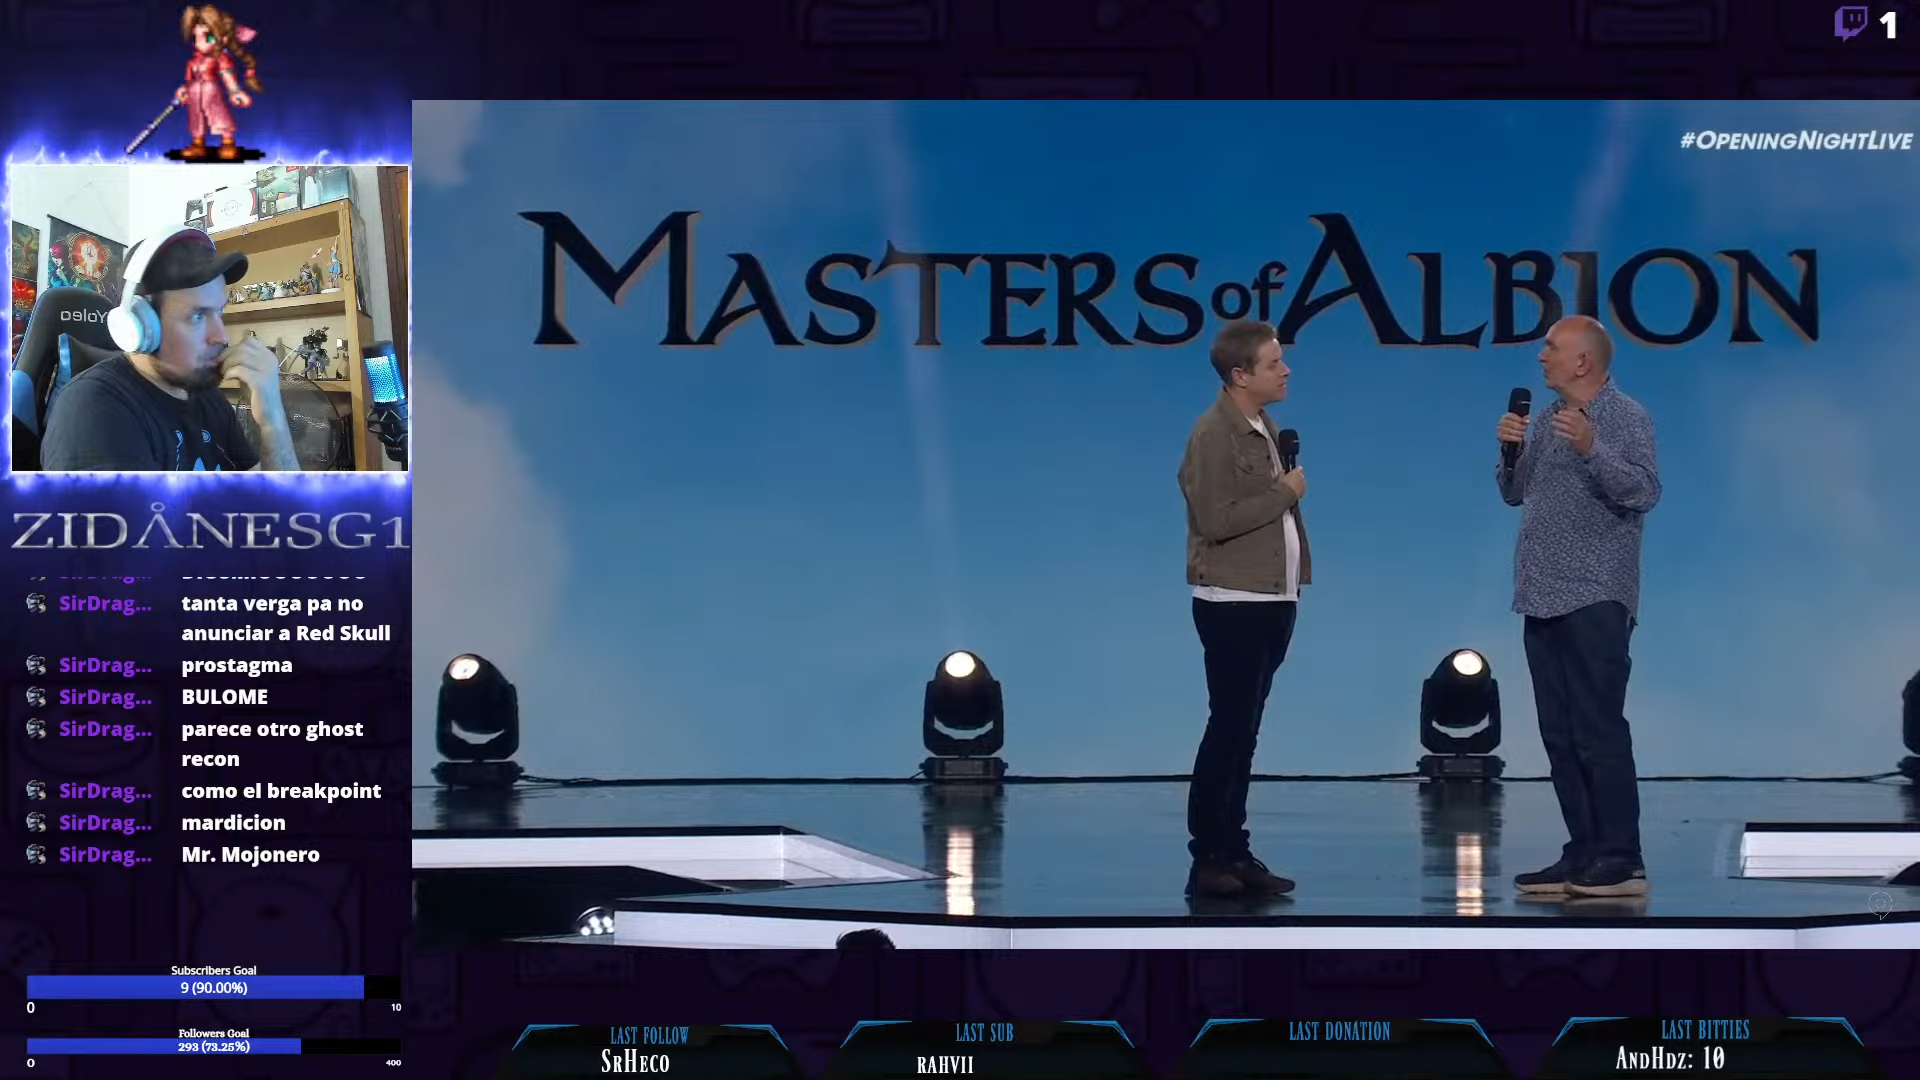 1
#OPENINGNIGHTLIVE
MASTERS of ALBION
ZIDÅNESG1
SirDrag... tanta verga pa no
anunciar a Red Skull
SirDrag... prostagma
SirDrag... BULOME
SirDrag... parece otro ghost
recon
SirDrag... como el breakpoint
SirDrag... mardicion
SirDrag... Mr. Mojonero
Subscribers Goal
9 (90.00%)
0 10
Followers Goal
293 (73.25%)
0 400
LAST FOLLOW
SRHECO
LAST SUB
RAHVII
LAST DONATION
LAST BITTIES
ANDHDZ: 10